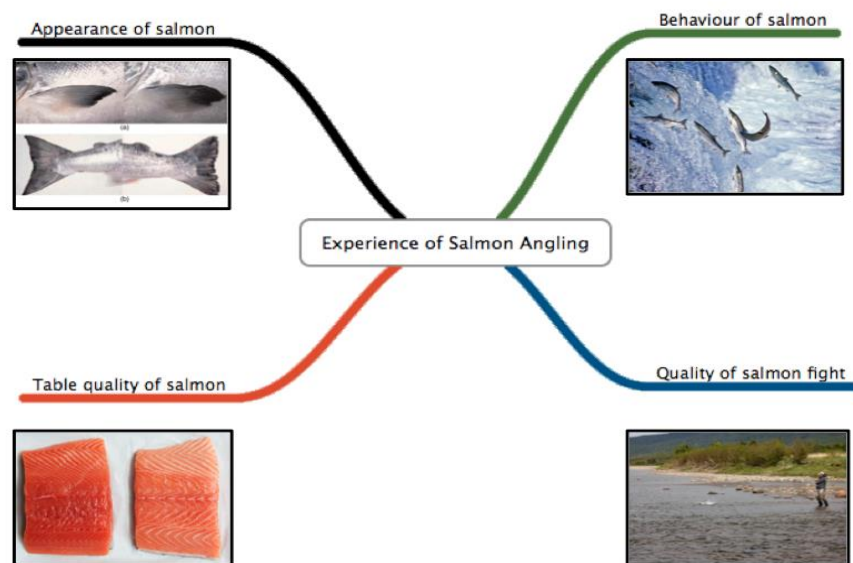 Appearance of salmon
Behaviour of salmon
(a)
(b)
Experience of Salmon Angling
Table quality of salmon
Quality of salmon fight